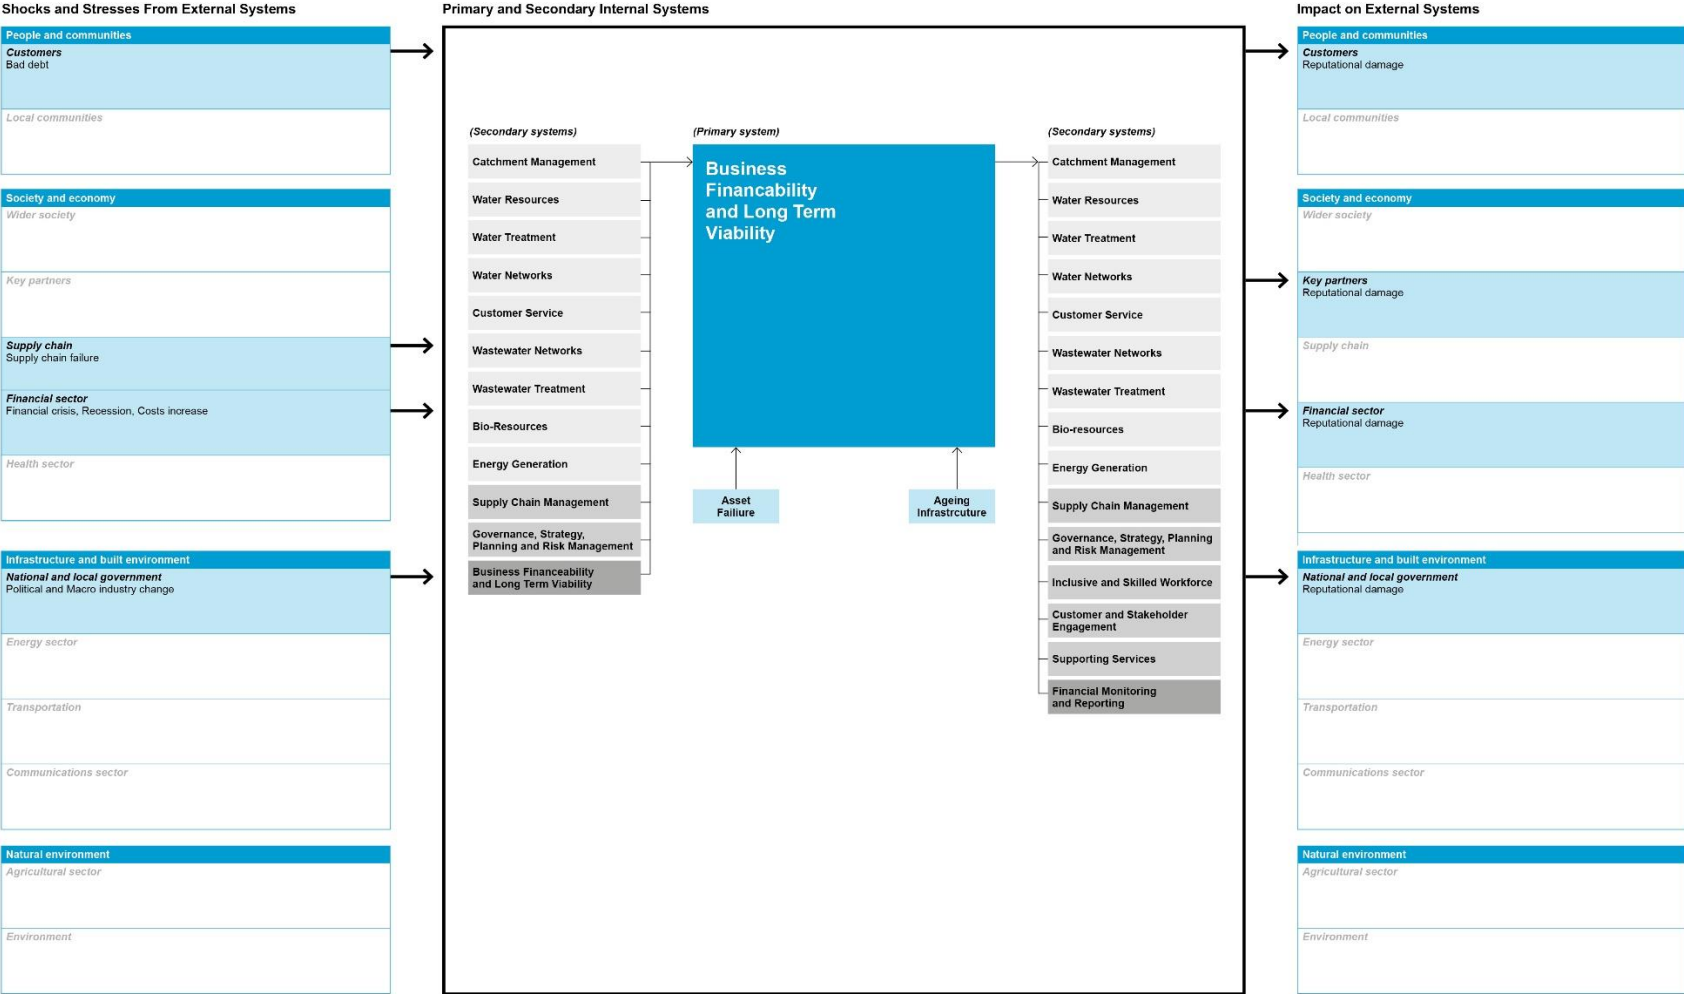 Shocks and Stresses From External Systems
People and communities
Customers
Bad debt
Local communities
Society and economy
Wider society
Key partners
Supply chain
Supply chain failure
Financial sector
Financial crisis, Recession, Costs increase
Health sector
Infrastructure and built environment
National and local government
Political and Macro industry change
Energy sector
Transportation
Communications sector
Natural environment
Agricultural sector
Environment
Primary and Secondary Internal Systems
(Secondary systems)
Catchment Management
Water Resources
Water Treatment
Water Networks
Customer Service
Wastewater Networks
Wastewater Treatment
Bio-Resources
Energy Generation
Supply Chain Management
Governance, Strategy,
Planning and Risk Management
Business Financeability
and Long Term Viability
(Primary system)
Business
Financability
and Long Term
Viability
Asset
Failiure
Ageing
Infrastrcuture
(Secondary systems)
Catchment Management
Water Resources
Water Treatment
Water Networks
Customer Service
Wastewater Networks
Wastewater Treatment
Bio-resources
Energy Generation
Supply Chain Management
Governance, Strategy, Planning
and Risk Management
Inclusive and Skilled Workforce
Customer and Stakeholder
Engagement
Supporting Services
Financial Monitoring
and Reporting
Impact on External Systems
People and communities
Customers
Reputational damage
Local communities
Society and economy
Wider society
Key partners
Reputational damage
Supply chain
Financial sector
Reputational damage
Health sector
Infrastructure and built environment
National and local government
Reputational damage
Energy sector
Transportation
Communications sector
Natural environment
Agricultural sector
Environment